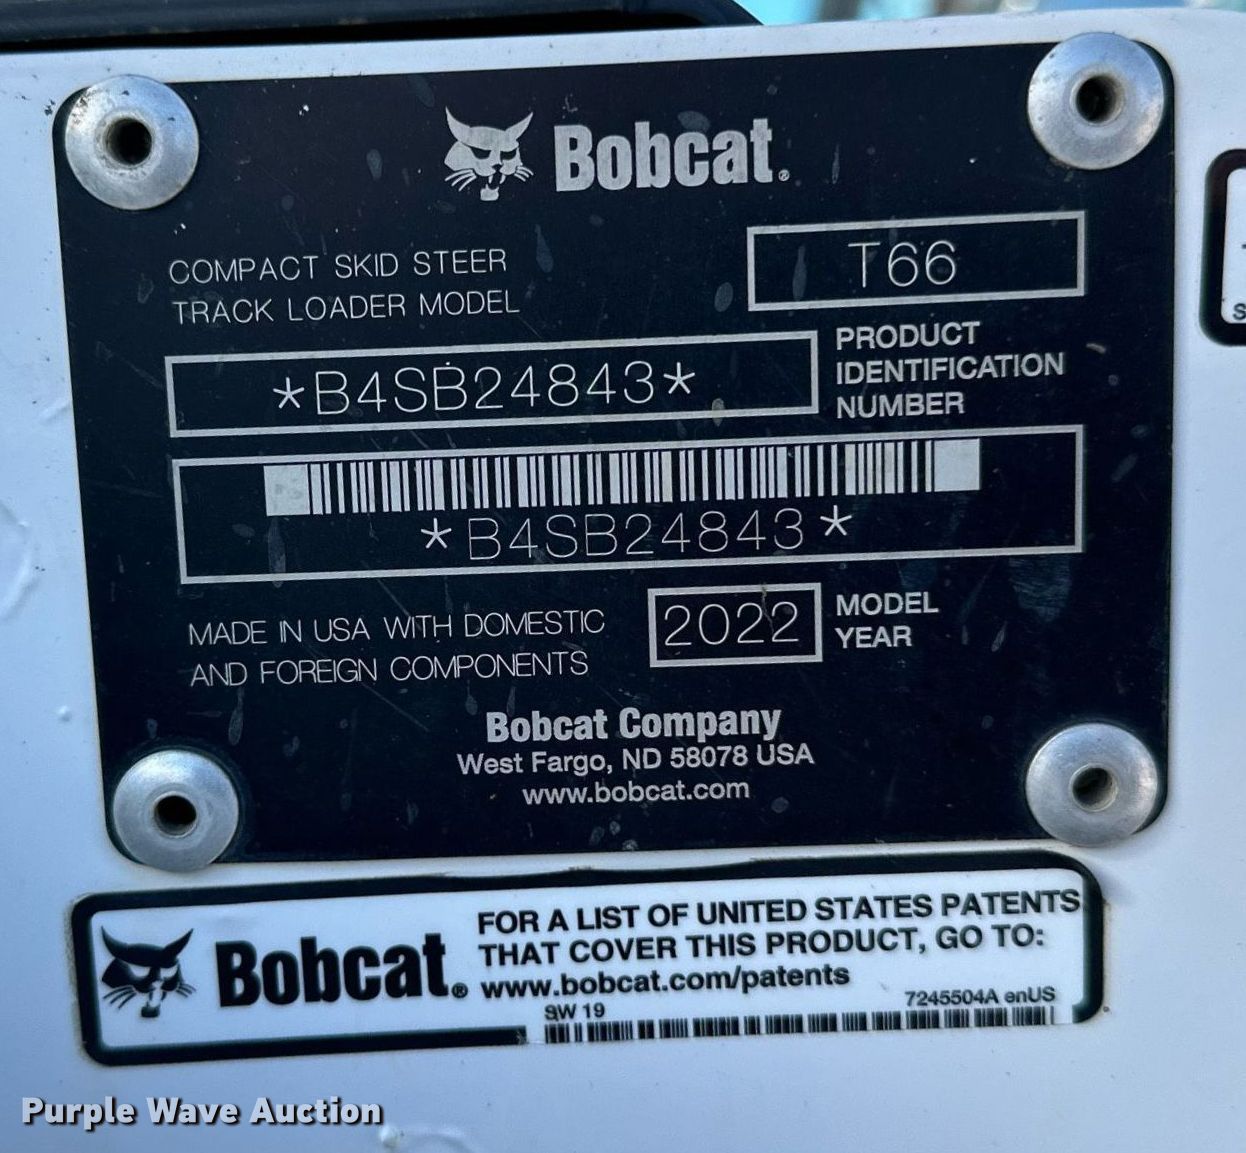 Bobcat®
COMPACT SKID STEER
TRACK LOADER MODEL
T66
*B4SB24843*
PRODUCT
IDENTIFICATION
NUMBER
*B4SB24843*
MADE IN USA WITH DOMESTIC
AND FOREIGN COMPONENTS
2022
MODEL
YEAR
Bobcat Company
West Fargo, ND 58078 USA
www.bobcat.com
Bobcat®
FOR A LIST OF UNITED STATES PATENTS
THAT COVER THIS PRODUCT, GO TO:
www.bobcat.com/patents
SW 19
7245504A enUS
S
Purple Wave Auction